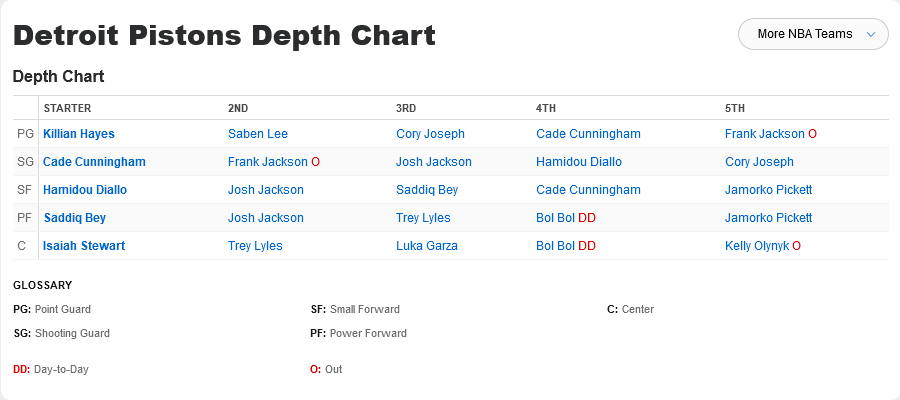 Detroit Pistons Depth Chart
More NBA Teams
Depth Chart
STARTER 2ND 3RD 4TH 5TH
PG Killian Hayes Saben Lee Cory Joseph Cade Cunningham Frank Jackson O
SG Cade Cunningham Frank Jackson O Josh Jackson Hamidou Diallo Cory Joseph
SF Hamidou Diallo Josh Jackson Saddiq Bey Cade Cunningham Jamorko Pickett
PF Saddiq Bey Josh Jackson Trey Lyles Bol Bol DD Jamorko Pickett
C Isaiah Stewart Trey Lyles Luka Garza Bol Bol DD Kelly Olynyk O
GLOSSARY
PG: Point Guard SF: Small Forward C: Center
SG: Shooting Guard PF: Power Forward
DD: Day-to-Day O: Out